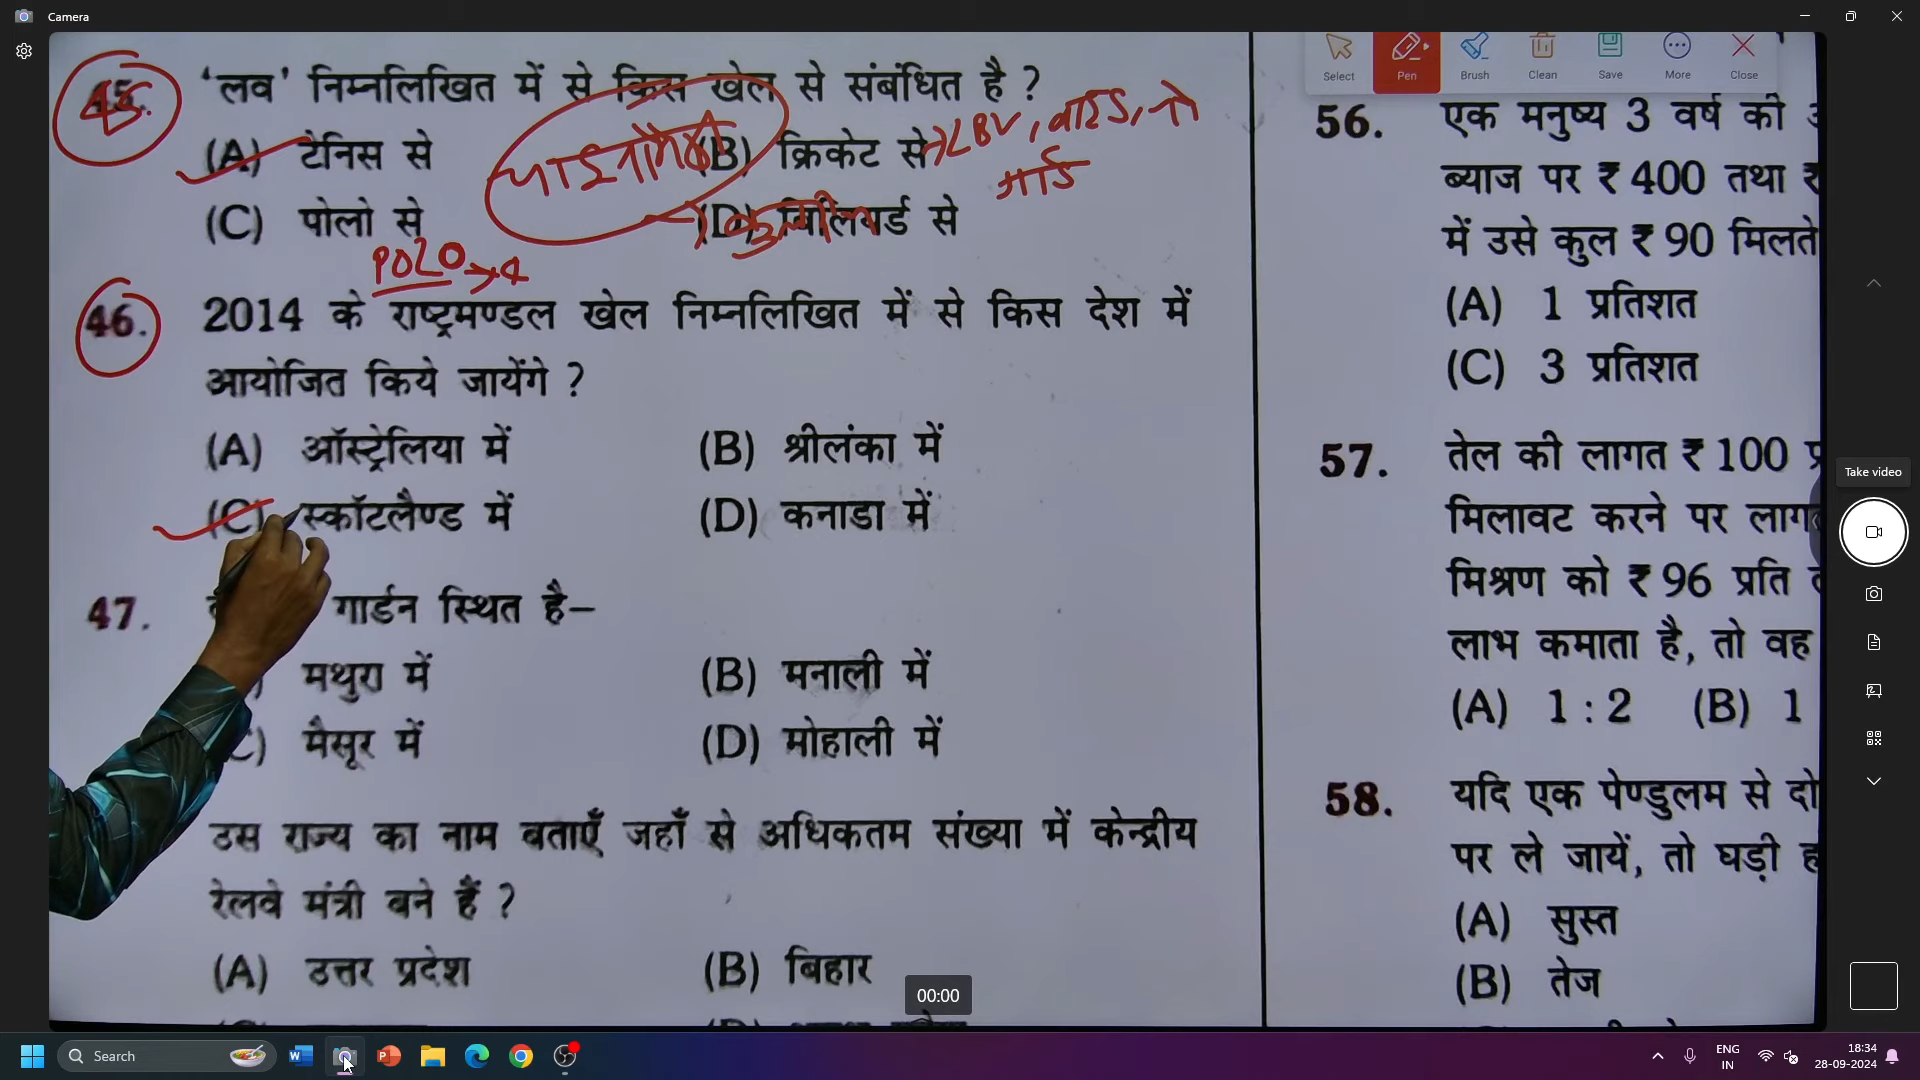 Camera
Select
Pen
Brush
Clean
Save
More
Close
45. 'लव' निम्नलिखित में से किस खेल से संबंधित है ?
(A) टेनिस से
(B) क्रिकेट से
(C) पोलो से
(D) बिलियर्ड से
POLO → 4
46. 2014 के राष्ट्रमण्डल खेल निम्नलिखित में से किस देश में
आयोजित किये जायेंगे ?
(A) ऑस्ट्रेलिया में
(B) श्रीलंका में
(C) स्कॉटलैण्ड में
(D) कनाडा में
47. गार्डन स्थित है–
मथुरा में
(B) मनाली में
मैसूर में
(D) मोहाली में
उस राज्य का नाम बताएँ जहाँ से अधिकतम संख्या में केन्द्रीय
रेलवे मंत्री बने हैं ?
(A) उत्तर प्रदेश
(B) बिहार
56. एक मनुष्य 3 वर्ष की
ब्याज पर ₹ 400 तथा ₹
में उसे कुल ₹ 90 मिलते
(A) 1 प्रतिशत
(C) 3 प्रतिशत
57. तेल की लागत ₹ 100
मिलावट करने पर
मिश्रण को ₹ 96 प्रति
लाभ कमाता है, तो वह
(A) 1 : 2 (B) 1
58. यदि एक पेण्डुलम से दो
पर ले जायें, तो घड़ी
(A) सुस्त
(B) तेज
Take video
00:00
Search
ENG
IN
18:34
28-09-2024